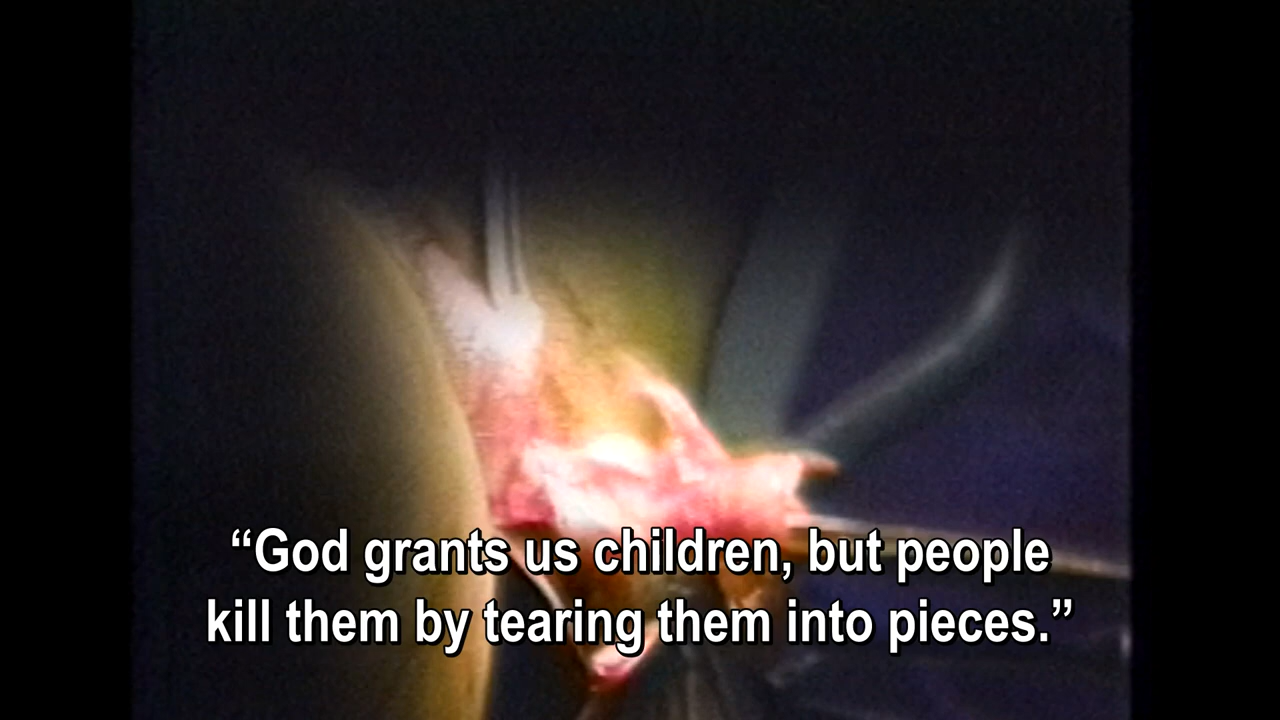 “God grants us children, but people
kill them by tearing them into pieces.”